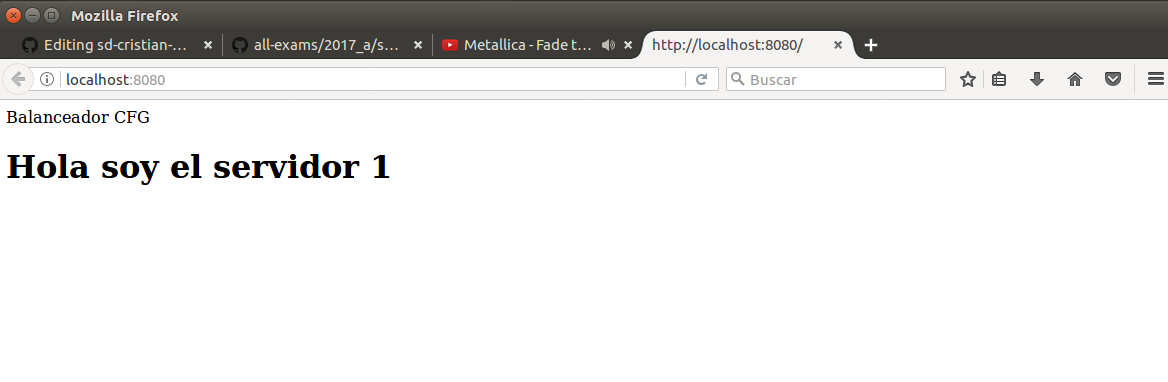 Mozilla Firefox
Editing sd-cristian-...
all-exams/2017_a/s...
Metallica - Fade t...
http://localhost:8080/
localhost:8080
Buscar
Balanceador CFG
Hola soy el servidor 1